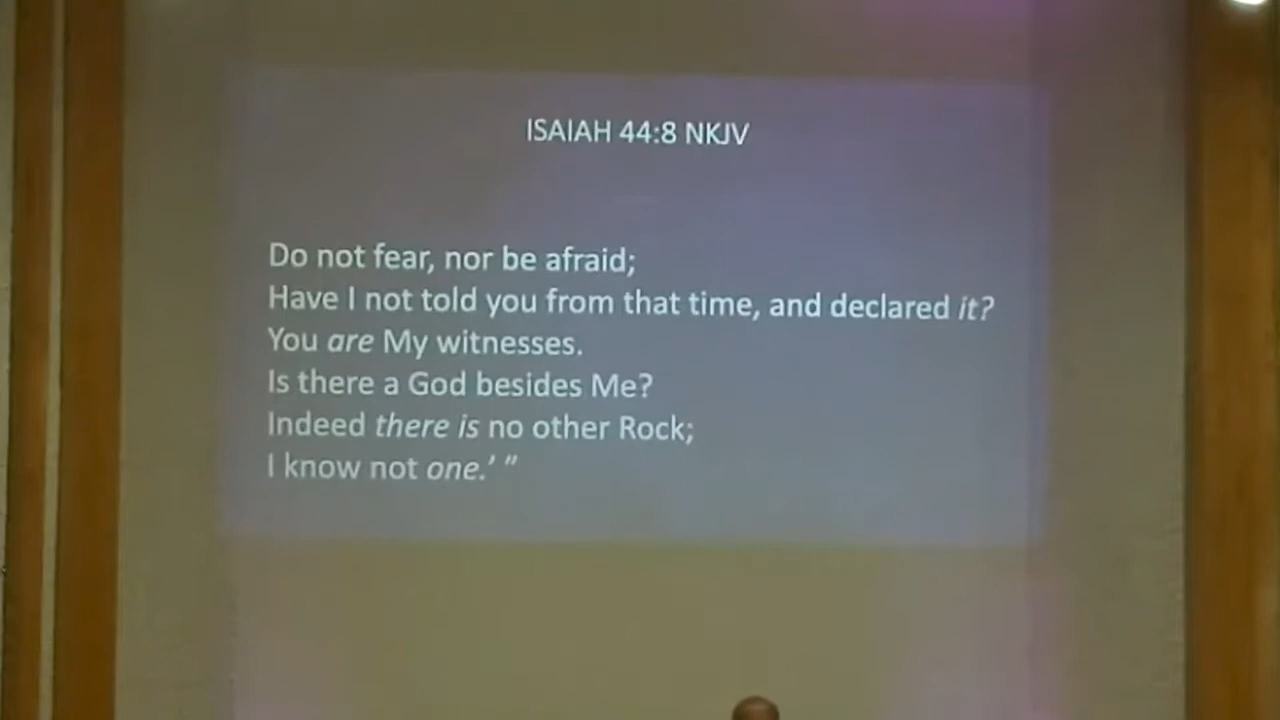 ISAIAH 44:8 NKJV
Do not fear, nor be afraid;
Have I not told you from that time, and declared it?
You are My witnesses.
Is there a God besides Me?
Indeed there is no other Rock;
I know not one.’ ”